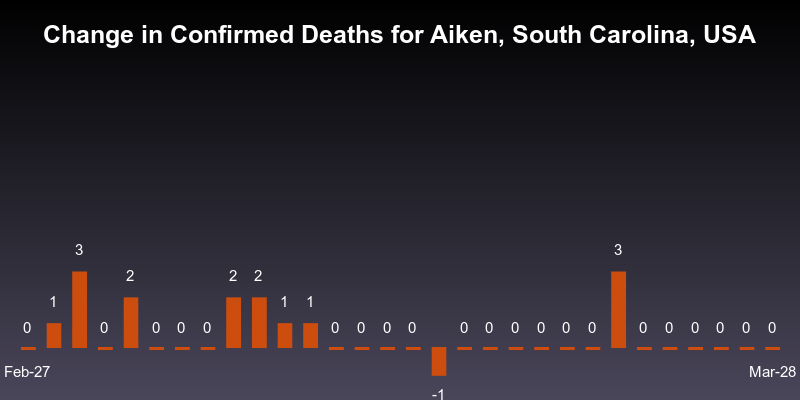 Change in Confirmed Deaths for Aiken, South Carolina, USA
0 1 3 0 2 0 0 0 2 2 1 1 0 0 0 0 -1 0 0 0 0 0 0 3 0 0 0 0 0 0
Feb-27 Mar-28